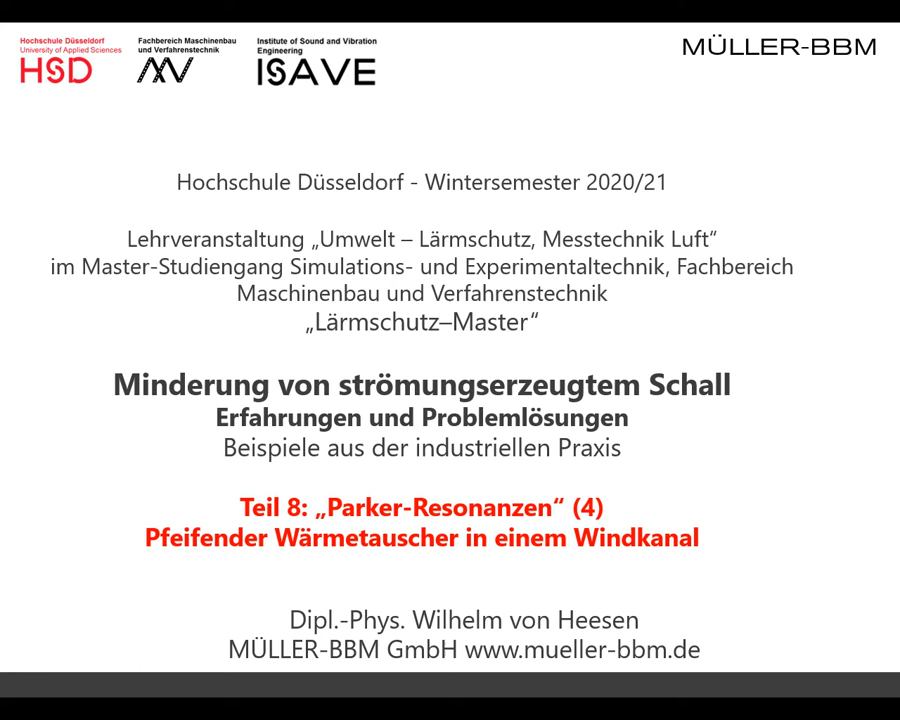 Hochschule Düsseldorf
University of Applied Sciences
HSD
Fachbereich Maschinenbau
und Verfahrenstechnik
MV
Institute of Sound and Vibration
Engineering
ISAVE
MÜLLER-BBM
Hochschule Düsseldorf - Wintersemester 2020/21
Lehrveranstaltung „Umwelt – Lärmschutz, Messtechnik Luft“
im Master-Studiengang Simulations- und Experimentaltechnik, Fachbereich
Maschinenbau und Verfahrenstechnik
„Lärmschutz–Master“
Minderung von strömungserzeugtem Schall
Erfahrungen und Problemlösungen
Beispiele aus der industriellen Praxis
Teil 8: „Parker-Resonanzen“ (4)
Pfeifender Wärmetauscher in einem Windkanal
Dipl.-Phys. Wilhelm von Heesen
MÜLLER-BBM GmbH www.mueller-bbm.de